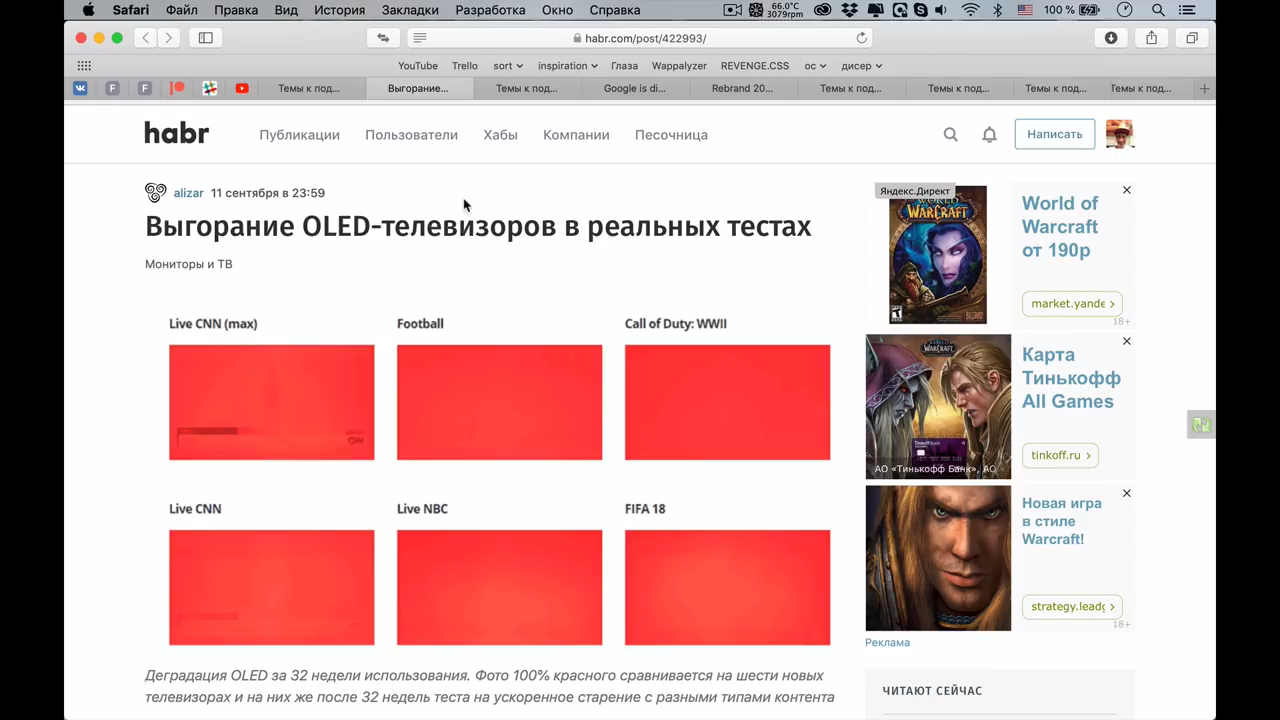 Safari Файл Правка Вид История Закладки Разработка Окно Справка
66.0°C
3079rpm
100 %
habr.com/post/422993/
YouTube Trello sort inspiration Глаза Wappalyzer REVENGE.CSS ос дисер
F F Темы к под... Выгорание... Темы к под... Google is di... Rebrand 20... Темы к под... Темы к под... Темы к под... Темы к под...
habr Публикации Пользователи Хабы Компании Песочница Написать
alizar 11 сентября в 23:59
Выгорание OLED-телевизоров в реальных тестах
Мониторы и ТВ
Live CNN (max) Football Call of Duty: WWII
Live CNN Live NBC FIFA 18
Деградация OLED за 32 недели использования. Фото 100% красного сравнивается на шести новых
телевизорах и на них же после 32 недель теста на ускоренное старение с разными типами контента
Яндекс.Директ
WORLD OF
WARCRAFT
World of
Warcraft
от 190р
market.yande
18+
WARCRAFT
АО «Тинькофф Банк», АО
Карта
Тинькофф
All Games
tinkoff.ru
Новая игра
в стиле
Warcraft!
strategy.leadg
18+
Реклама
ЧИТАЮТ СЕЙЧАС